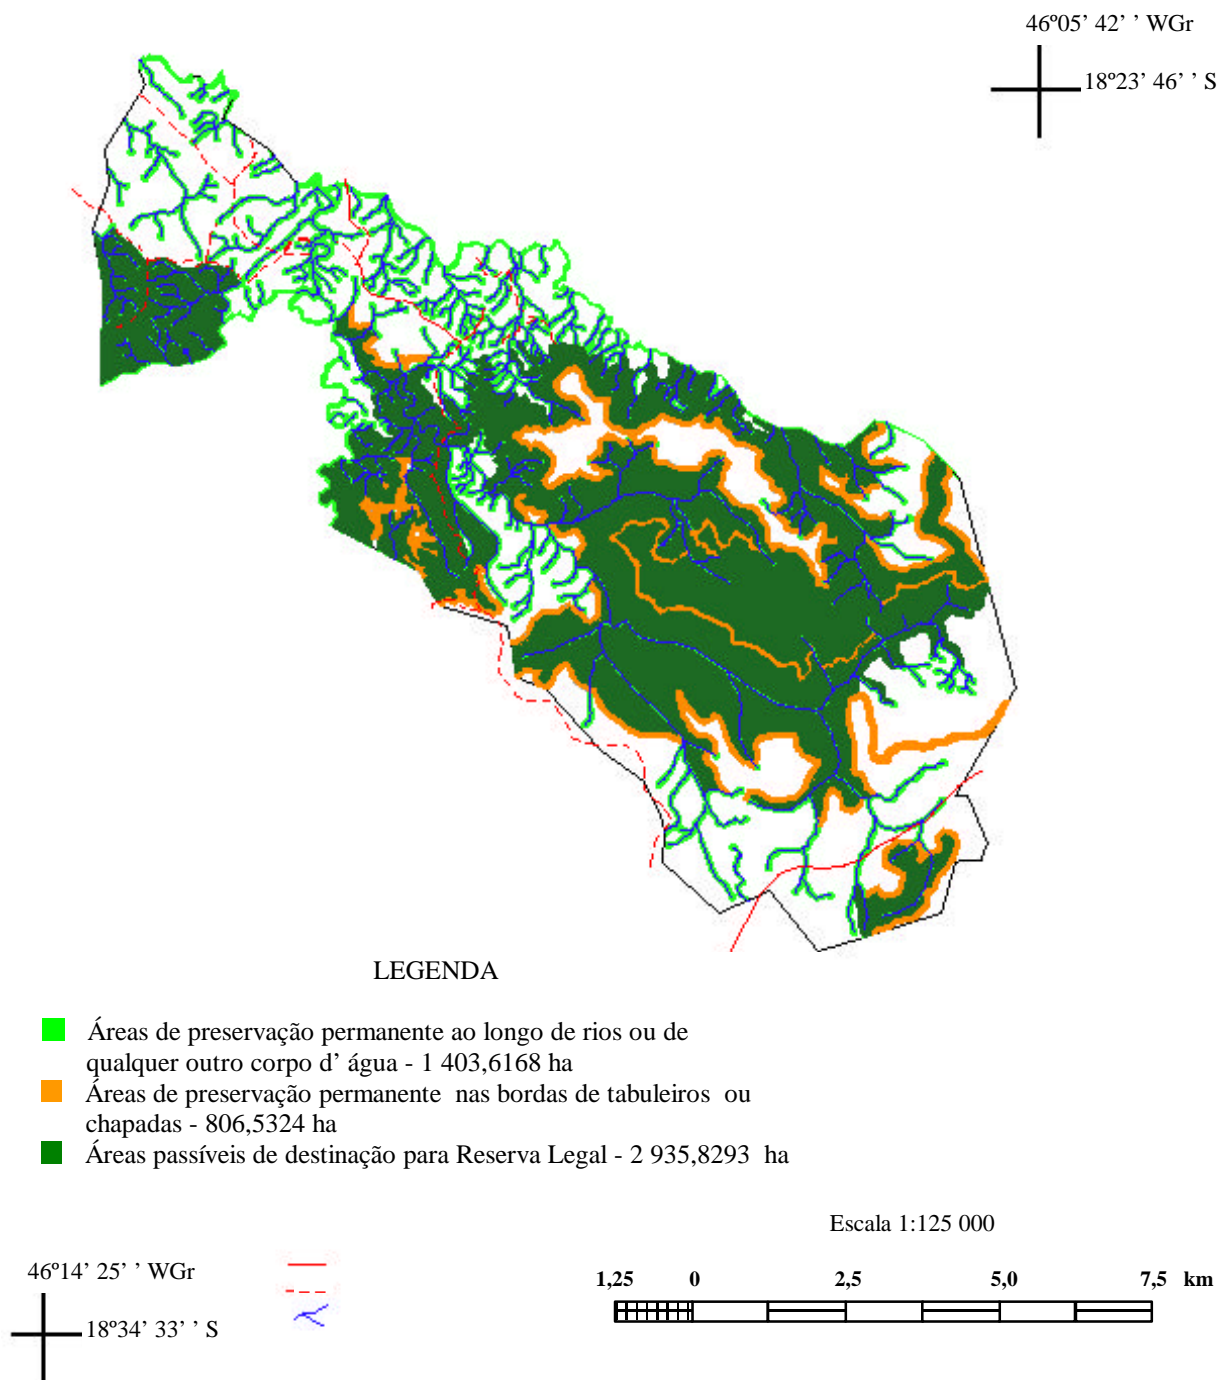 46º05’ 42’ ’ WGr
18º23’ 46’ ’ S
LEGENDA
Áreas de preservação permanente ao longo de rios ou de
qualquer outro corpo d’ água - 1 403,6168 ha
Áreas de preservação permanente nas bordas de tabuleiros ou
chapadas - 806,5324 ha
Áreas passíveis de destinação para Reserva Legal - 2 935,8293 ha
Escala 1:125 000
46º14’ 25’ ’ WGr
18º34’ 33’ ’ S
1,25 0 2,5 5,0 7,5 km